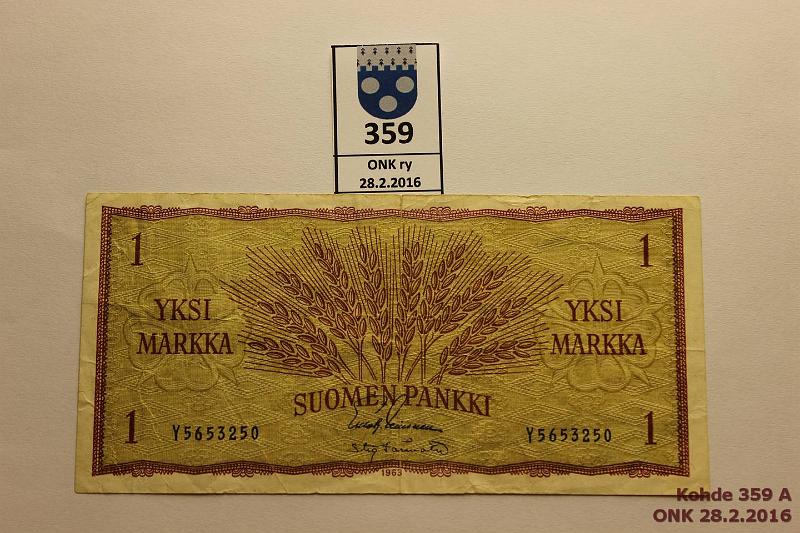 359
ONK ry
28.2.2016
1 1
YKSI MARKKA
YKSI MARKKA
SUOMEN PANKKI
1 Y5653250 Y5653250 1
1963
Kohde 359 A
ONK 28.2.2016